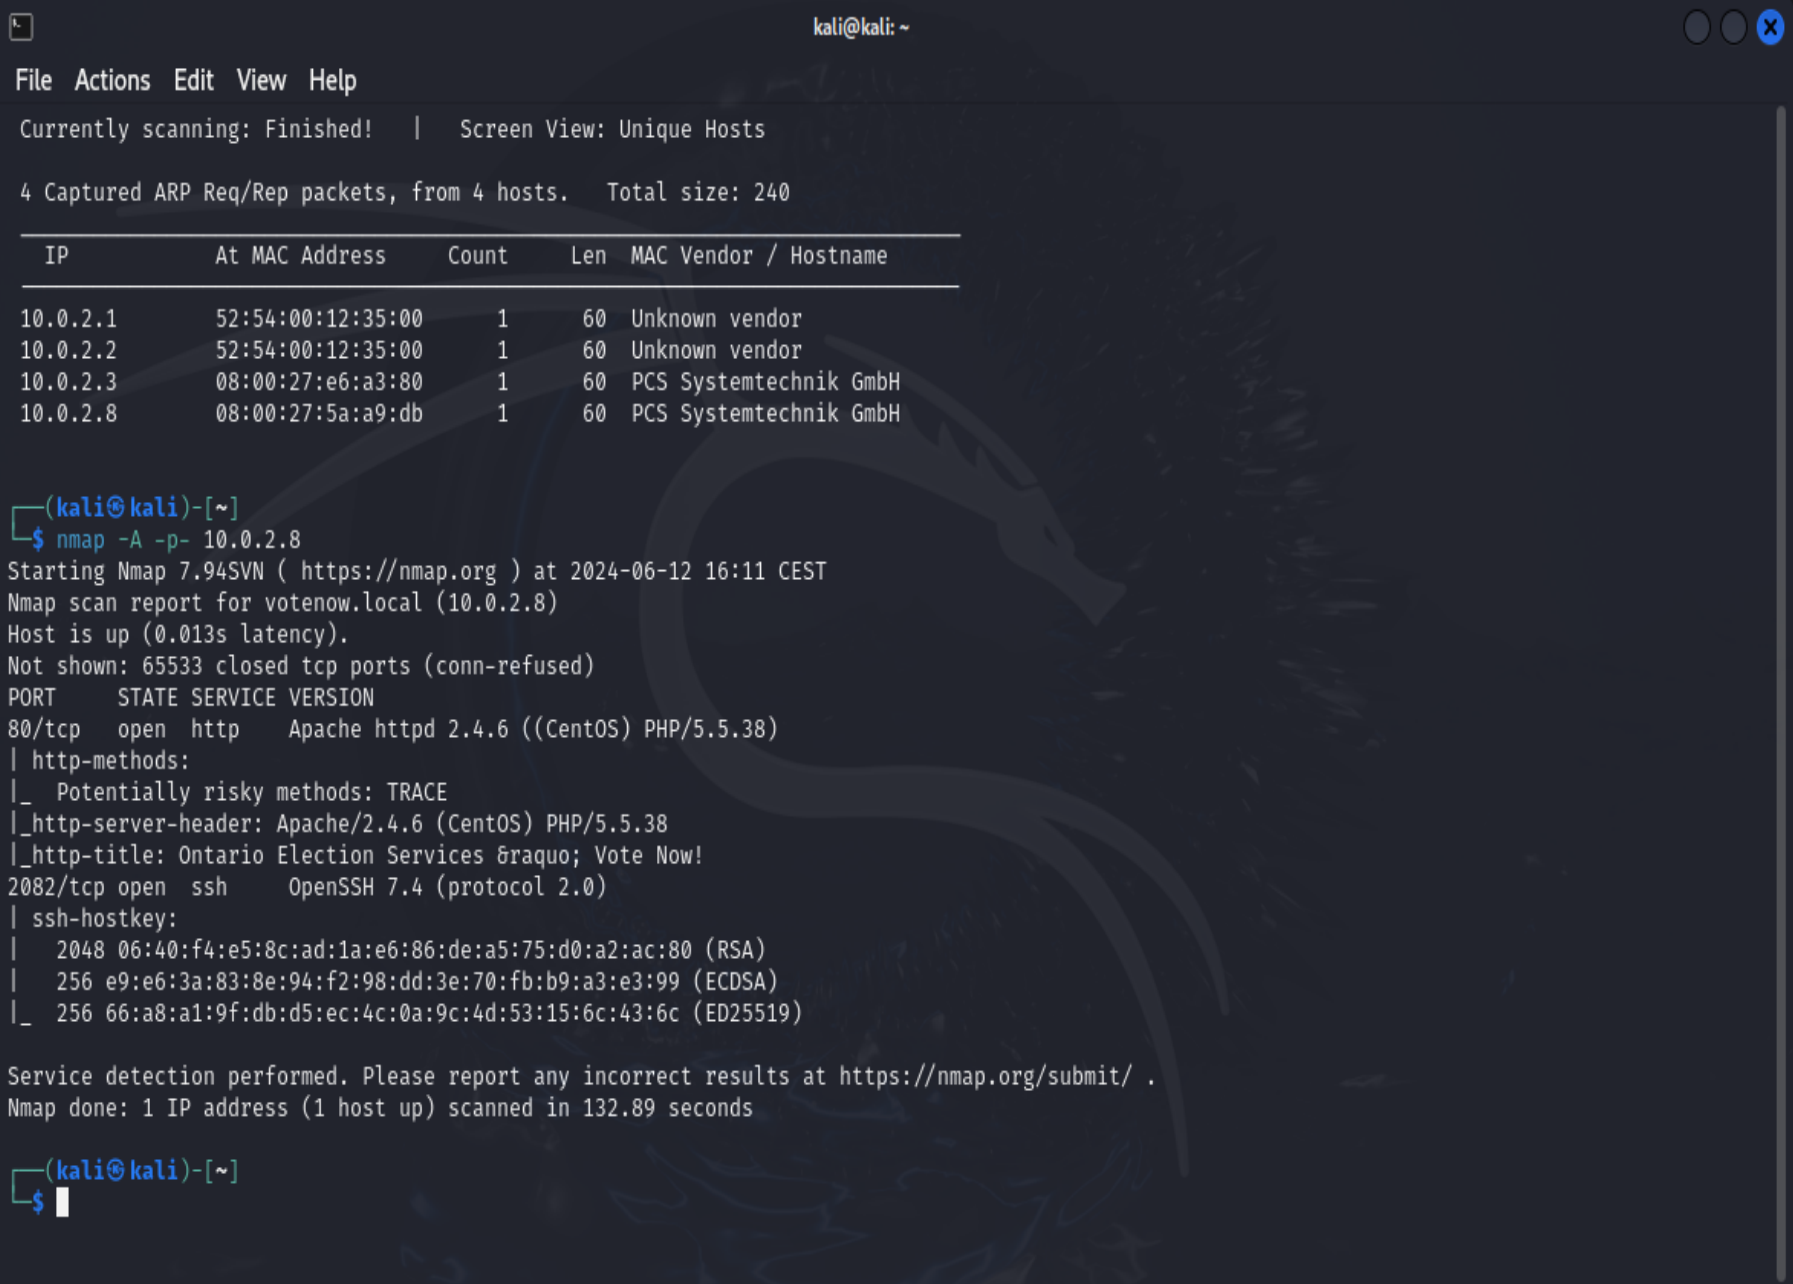 kali@kali: ~
File Actions Edit View Help
Currently scanning: Finished!   |   Screen View: Unique Hosts
4 Captured ARP Req/Rep packets, from 4 hosts.   Total size: 240
IP            At MAC Address     Count     Len  MAC Vendor / Hostname
10.0.2.1        52:54:00:12:35:00      1      60  Unknown vendor
10.0.2.2        52:54:00:12:35:00      1      60  Unknown vendor
10.0.2.3        08:00:27:e6:a3:80      1      60  PCS Systemtechnik GmbH
10.0.2.8        08:00:27:5a:a9:db      1      60  PCS Systemtechnik GmbH
┌──(kali㉿kali)-[~]
└─$ nmap -A -p- 10.0.2.8
Starting Nmap 7.94SVN ( https://nmap.org ) at 2024-06-12 16:11 CEST
Nmap scan report for votenow.local (10.0.2.8)
Host is up (0.013s latency).
Not shown: 65533 closed tcp ports (conn-refused)
PORT     STATE SERVICE VERSION
80/tcp   open  http    Apache httpd 2.4.6 ((CentOS) PHP/5.5.38)
| http-methods:
|_  Potentially risky methods: TRACE
|_http-server-header: Apache/2.4.6 (CentOS) PHP/5.5.38
|_http-title: Ontario Election Services &raquo; Vote Now!
2082/tcp open  ssh     OpenSSH 7.4 (protocol 2.0)
| ssh-hostkey:
|   2048 06:40:f4:e5:8c:ad:1a:e6:86:de:a5:75:d0:a2:ac:80 (RSA)
|   256 e9:e6:3a:83:8e:94:f2:98:dd:3e:70:fb:b9:a3:e3:99 (ECDSA)
|_  256 66:a8:a1:9f:db:d5:ec:4c:0a:9c:4d:53:15:6c:43:6c (ED25519)
Service detection performed. Please report any incorrect results at https://nmap.org/submit/ .
Nmap done: 1 IP address (1 host up) scanned in 132.89 seconds
┌──(kali㉿kali)-[~]
└─$